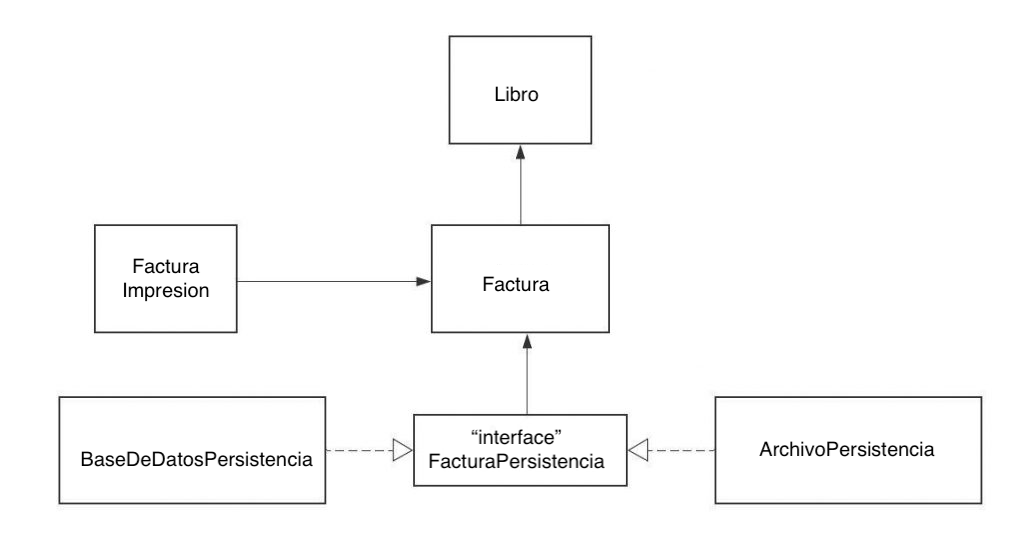 Libro
Factura
Impresion
Factura
BaseDeDatosPersistencia
“interface”
FacturaPersistencia
ArchivoPersistencia